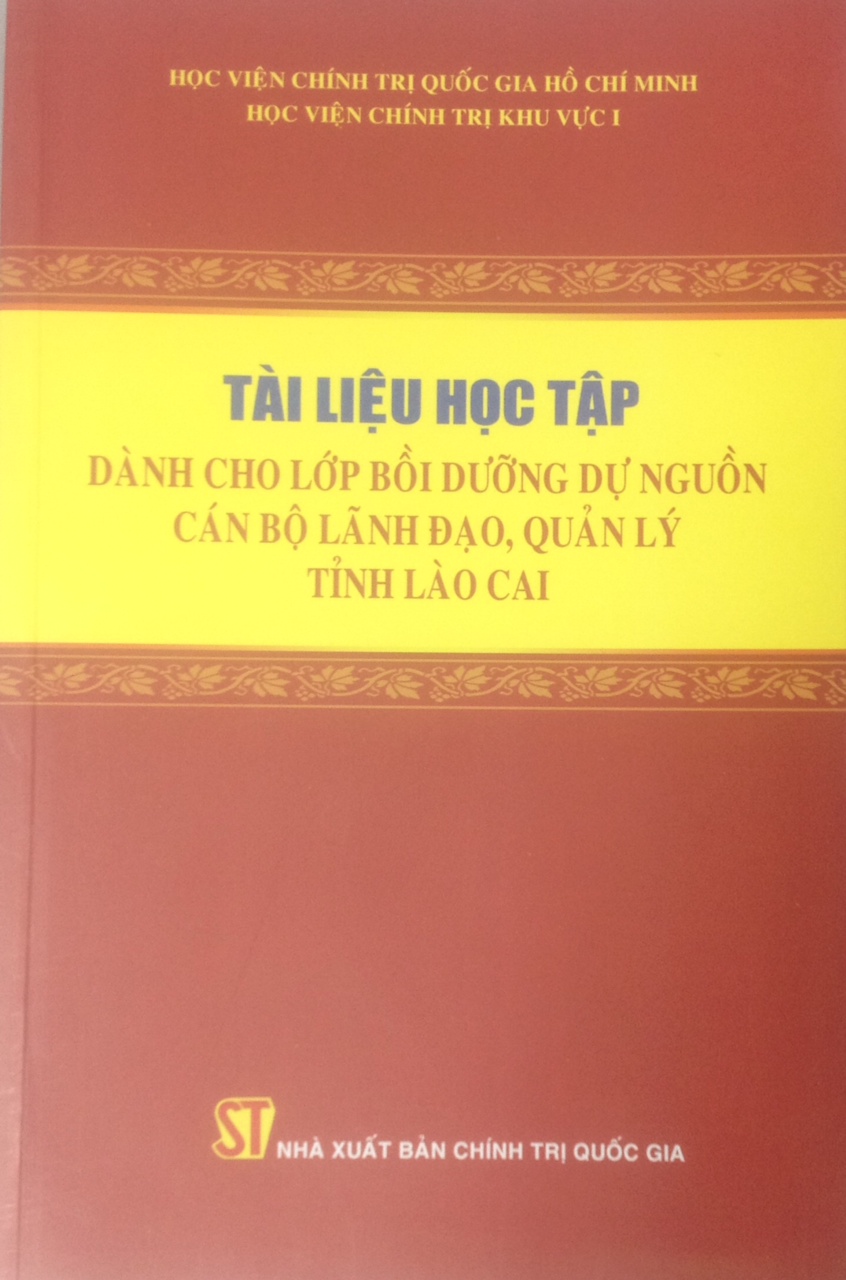 HỌC VIỆN CHÍNH TRỊ QUỐC GIA HỒ CHÍ MINH
HỌC VIỆN CHÍNH TRỊ KHU VỰC I
TÀI LIỆU HỌC TẬP
DÀNH CHO LỚP BỒI DƯỠNG DỰ NGUỒN
CÁN BỘ LÃNH ĐẠO, QUẢN LÝ
TỈNH LÀO CAI
ST NHÀ XUẤT BẢN CHÍNH TRỊ QUỐC GIA